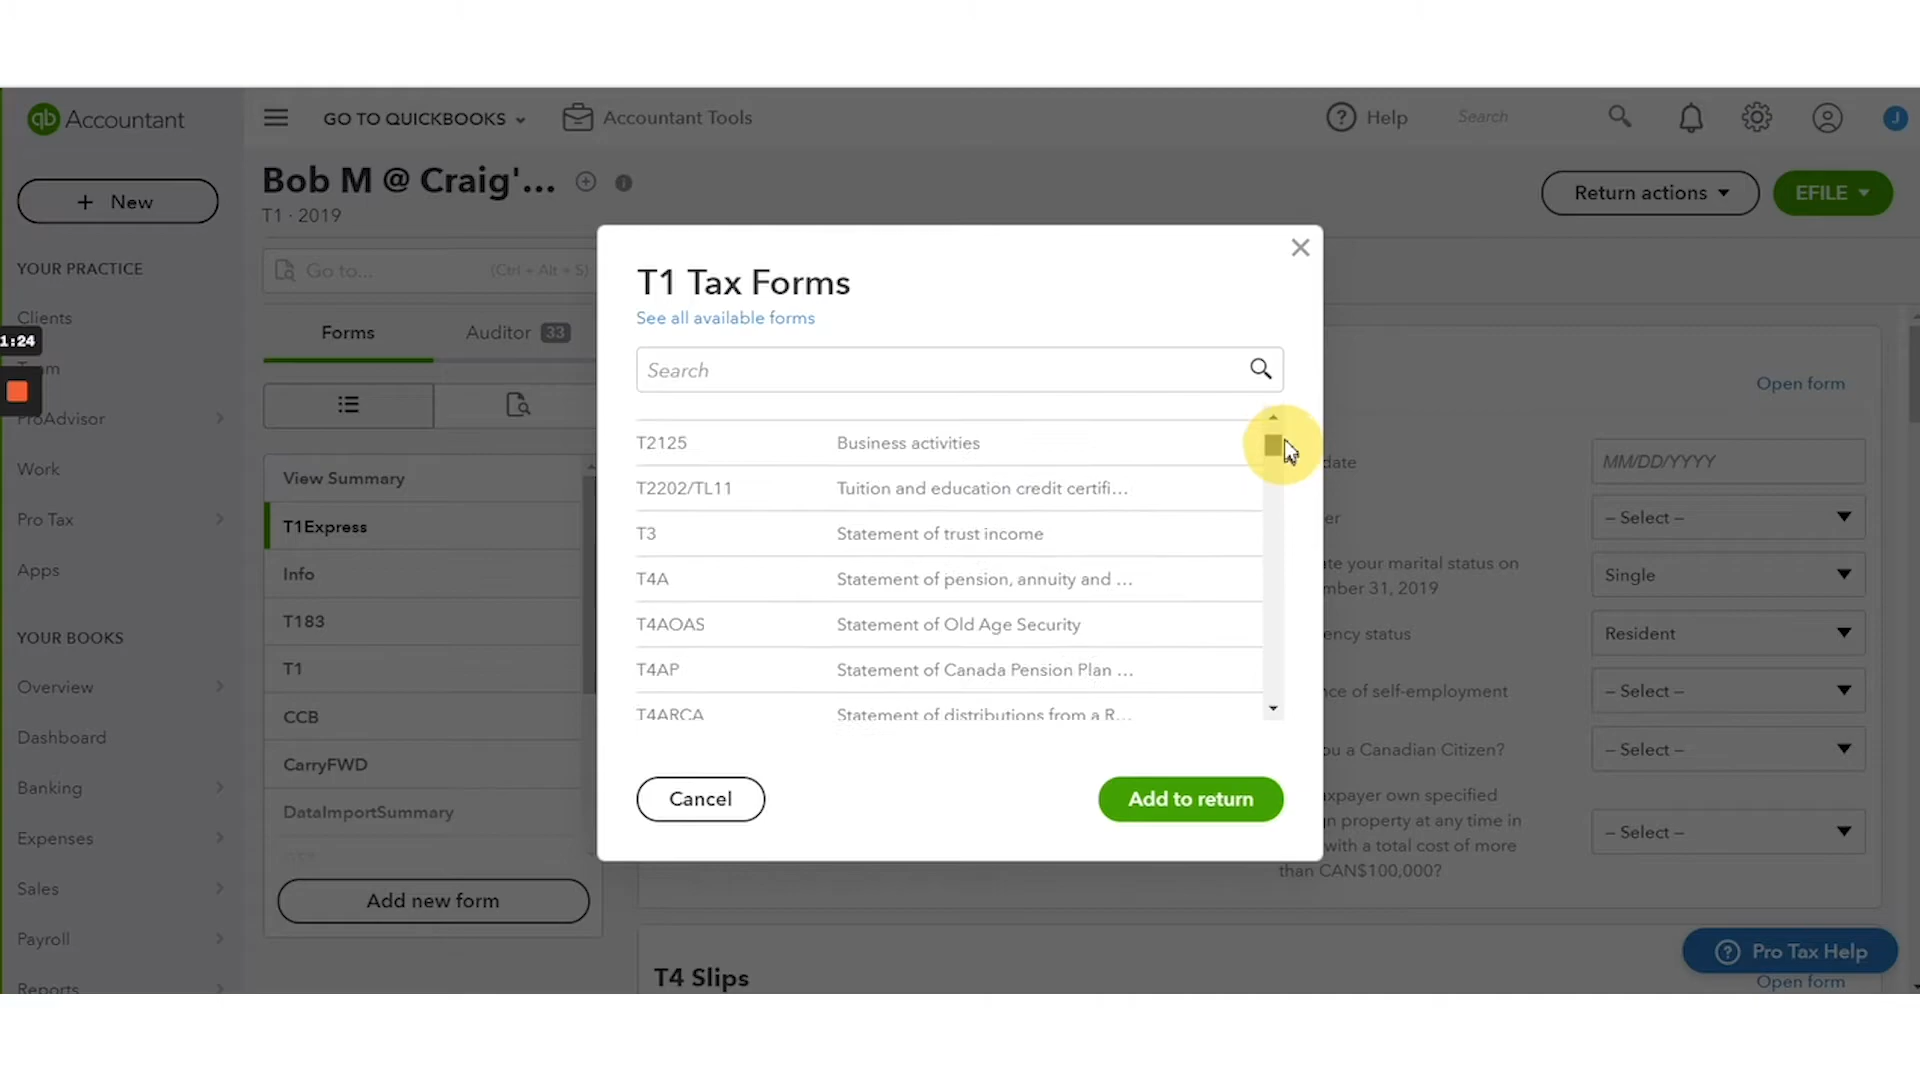 qb Accountant
GO TO QUICKBOOKS
Accountant Tools
? Help
Search
J
+ New
Bob M @ Craig'...
T1 · 2019
Return actions
EFILE
YOUR PRACTICE
Clients
1:24
ProAdvisor
Work
Pro Tax
Apps
YOUR BOOKS
Overview
Dashboard
Banking
Expenses
Sales
Payroll
Reports
Go to...
(Ctrl + Alt + S)
Forms
Auditor 33
View Summary
T1Express
Info
T183
T1
CCB
CarryFWD
DataImportSummary
Add new form
T1 Tax Forms
See all available forms
Search
T2125 Business activities
T2202/TL11 Tuition and education credit certifi...
T3 Statement of trust income
T4A Statement of pension, annuity and ...
T4AOAS Statement of Old Age Security
T4AP Statement of Canada Pension Plan ...
T4ARCA Statement of distributions from a R...
Cancel
Add to return
Open form
date
MM/DD/YYYY
er
– Select –
te your marital status on
mber 31, 2019
Single
ency status
Resident
nce of self-employment
– Select –
ou a Canadian Citizen?
– Select –
xpayer own specified
n property at any time in
with a total cost of more
than CAN$100,000?
– Select –
T4 Slips
? Pro Tax Help
Open form